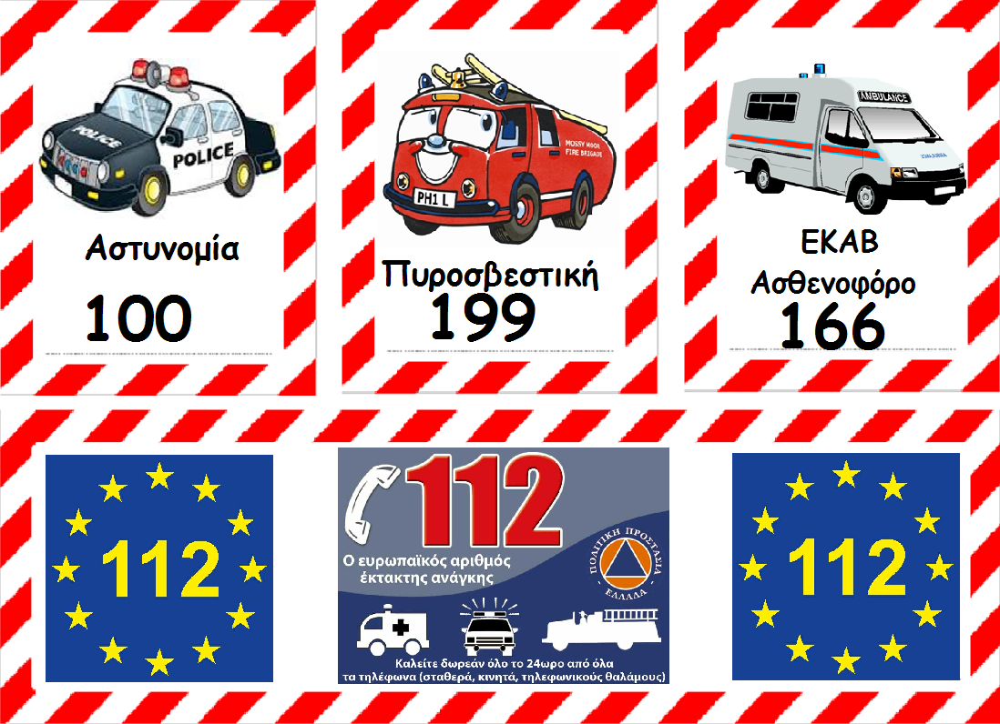 POLICE
POLICE
Αστυνομία
100
MOSSY MOOR
FIRE BRIGADE
PH1 L
Πυροσβεστική
199
AMBULANCE
ΕΚΑΒ
Ασθενοφόρο
166
112
112
Ο ευρωπαϊκός αριθμός
έκτακτης ανάγκης
ΠΟΛΙΤΙΚΗ ΠΡΟΣΤΑΣΙΑ
- ΕΛΛΑΔΑ -
Καλείτε δωρεάν όλο το 24ωρο από όλα
τα τηλέφωνα (σταθερά, κινητά, τηλεφωνικούς θαλάμους)
112